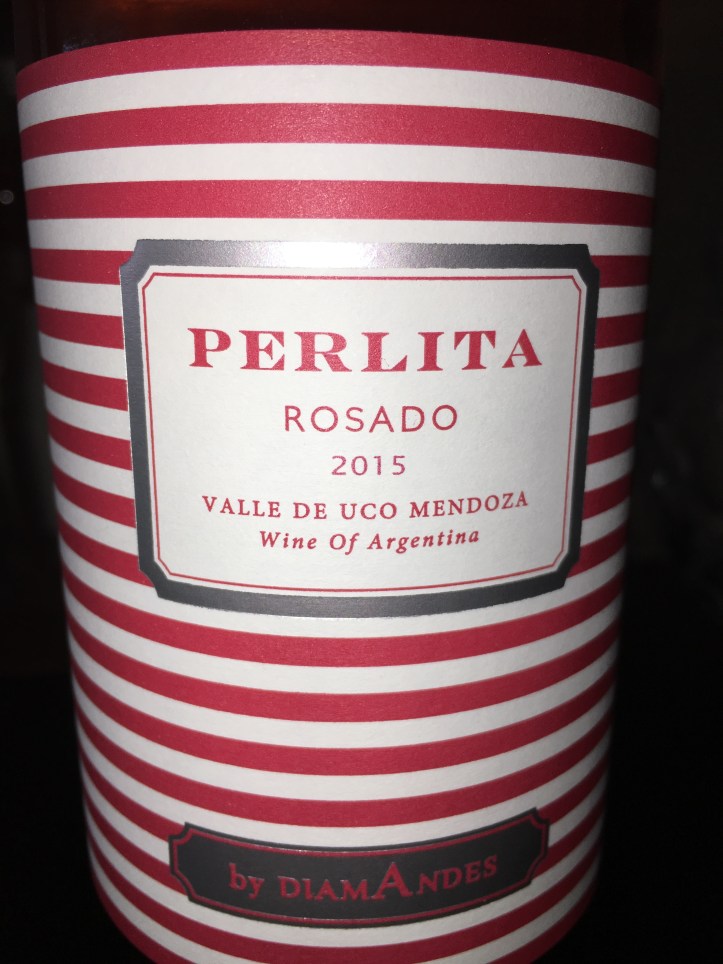 PERLITA
ROSADO
2015
VALLE DE UCO MENDOZA
Wine Of Argentina
by DIAMANDES